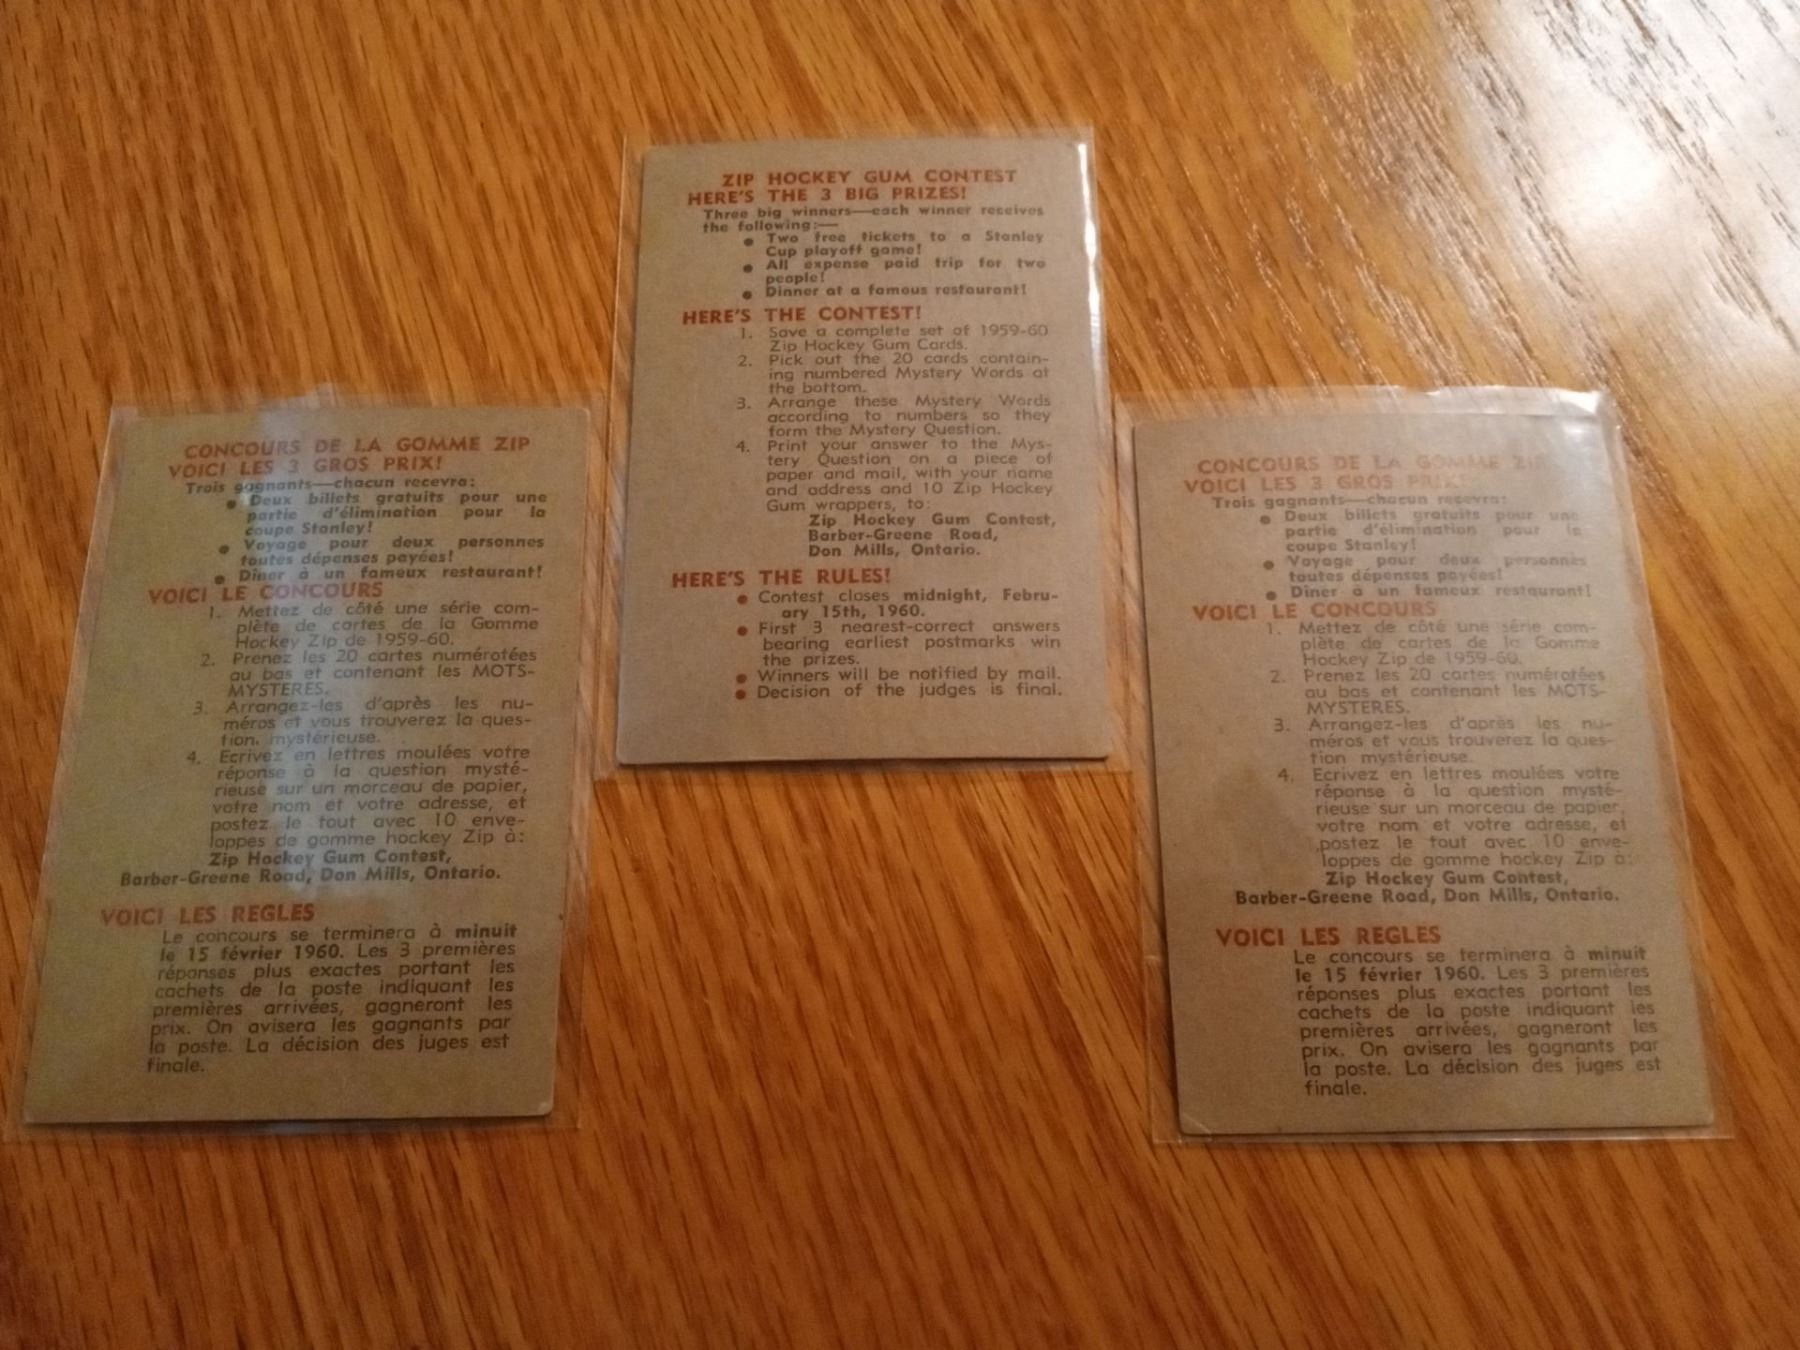 CONCOURS DE LA GOMME ZIP
VOICI LES 3 GROS PRIX!
Trois gagnants—chacun recevra:
● Deux billets gratuits pour une
partie d'élimination pour la
coupe Stanley!
● Voyage pour deux personnes
toutes dépenses payées!
● Dîner à un fameux restaurant!
VOICI LE CONCOURS
1. Mettez de côté une série com-
plète de cartes de la Gomme
Hockey Zip de 1959-60.
2. Prenez les 20 cartes numérotées
au bas et contenant les MOTS-
MYSTERES.
3. Arrangez-les d'après les nu-
méros et vous trouverez la ques-
tion mystérieuse.
4. Ecrivez en lettres moulées votre
réponse à la question mysté-
rieuse sur un morceau de papier,
votre nom et votre adresse, et
postez le tout avec 10 enve-
loppes de gomme hockey Zip à:
Zip Hockey Gum Contest,
Barber-Greene Road, Don Mills, Ontario.
VOICI LES REGLES
Le concours se terminera à minuit
le 15 février 1960. Les 3 premières
réponses plus exactes portant les
cachets de la poste indiquant les
premières arrivées, gagneront les
prix. On avisera les gagnants par
la poste. La décision des juges est
finale.
ZIP HOCKEY GUM CONTEST
HERE'S THE 3 BIG PRIZES!
Three big winners—each winner receives
the following:—
● Two free tickets to a Stanley
Cup playoff game!
● All expense paid trip for two
people!
● Dinner at a famous restaurant!
HERE'S THE CONTEST!
1. Save a complete set of 1959-60
Zip Hockey Gum Cards.
2. Pick out the 20 cards contain-
ing numbered Mystery Words at
the bottom.
3. Arrange these Mystery Words
according to numbers so they
form the Mystery Question.
4. Print your answer to the Mys-
tery Question on a piece of
paper and mail, with your name
and address and 10 Zip Hockey
Gum wrappers, to:
Zip Hockey Gum Contest,
Barber-Greene Road,
Don Mills, Ontario.
HERE'S THE RULES!
● Contest closes midnight, Febru-
ary 15th, 1960.
● First 3 nearest-correct answers
bearing earliest postmarks win
the prizes.
● Winners will be notified by mail.
● Decision of the judges is final.
CONCOURS DE LA GOMME ZIP
VOICI LES 3 GROS PRIX!
Trois gagnants—chacun recevra:
● Deux billets gratuits pour une
partie d'élimination pour la
coupe Stanley!
● Voyage pour deux personnes
toutes dépenses payées!
● Dîner à un fameux restaurant!
VOICI LE CONCOURS
1. Mettez de côté une série com-
plète de cartes de la Gomme
Hockey Zip de 1959-60.
2. Prenez les 20 cartes numérotées
au bas et contenant les MOTS-
MYSTERES.
3. Arrangez-les d'après les nu-
méros et vous trouverez la ques-
tion mystérieuse.
4. Ecrivez en lettres moulées votre
réponse à la question mysté-
rieuse sur un morceau de papier,
votre nom et votre adresse, et
postez le tout avec 10 enve-
loppes de gomme hockey Zip à:
Zip Hockey Gum Contest,
Barber-Greene Road, Don Mills, Ontario.
VOICI LES REGLES
Le concours se terminera à minuit
le 15 février 1960. Les 3 premières
réponses plus exactes portant les
cachets de la poste indiquant les
premières arrivées, gagneront les
prix. On avisera les gagnants par
la poste. La décision des juges est
finale.